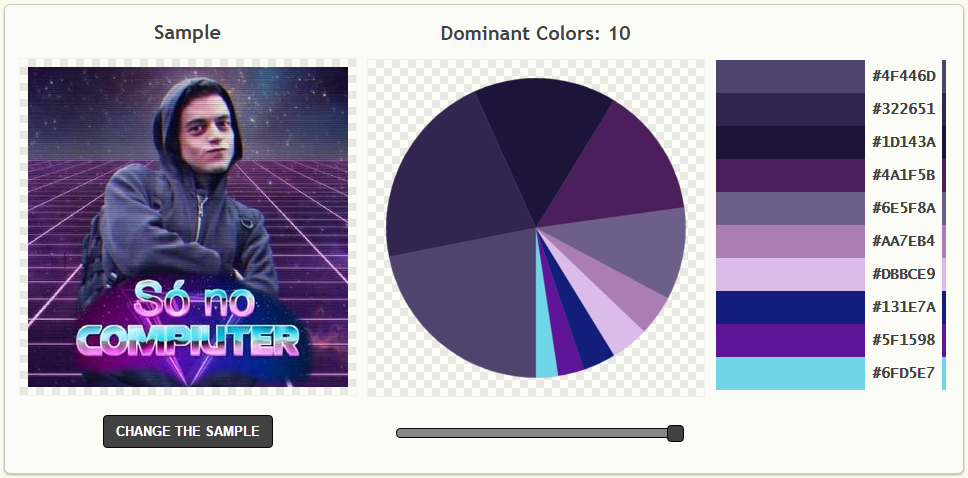 Sample
Dominant Colors: 10
Só no
COMPIUTER
#4F446D
#322651
#1D143A
#4A1F5B
#6E5F8A
#AA7EB4
#DBBCE9
#131E7A
#5F1598
#6FD5E7
CHANGE THE SAMPLE